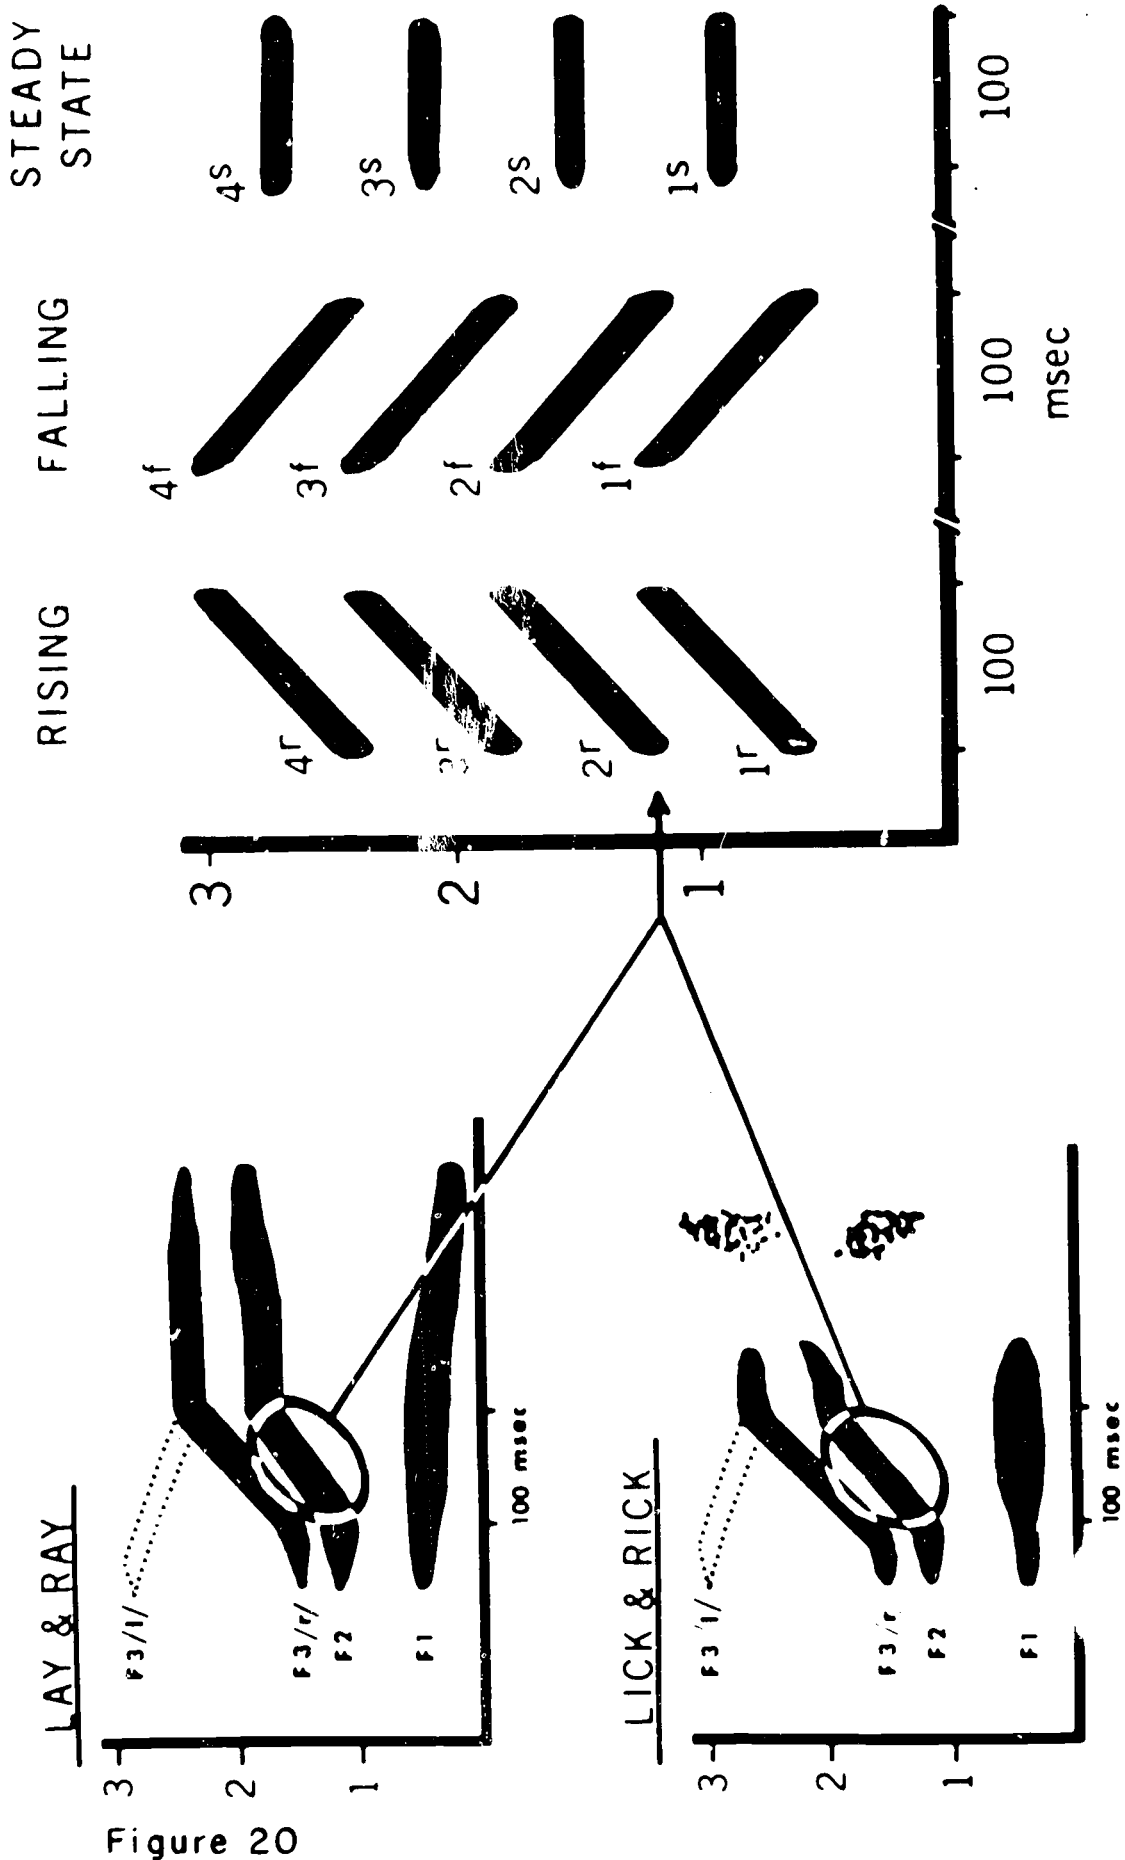 LAY & RAY
3
2
1
F3/l/
F3/r/
F2
F1
100 msec
LICK & RICK
3
2
1
F3 l/
F3/r
F2
F1
100 msec
RISING
FALLING
STEADY
STATE
3
2
1
4r
2r
1r
4f
3f
2f
1f
4s
3s
2s
1s
100
100
100
msec
Figure 20